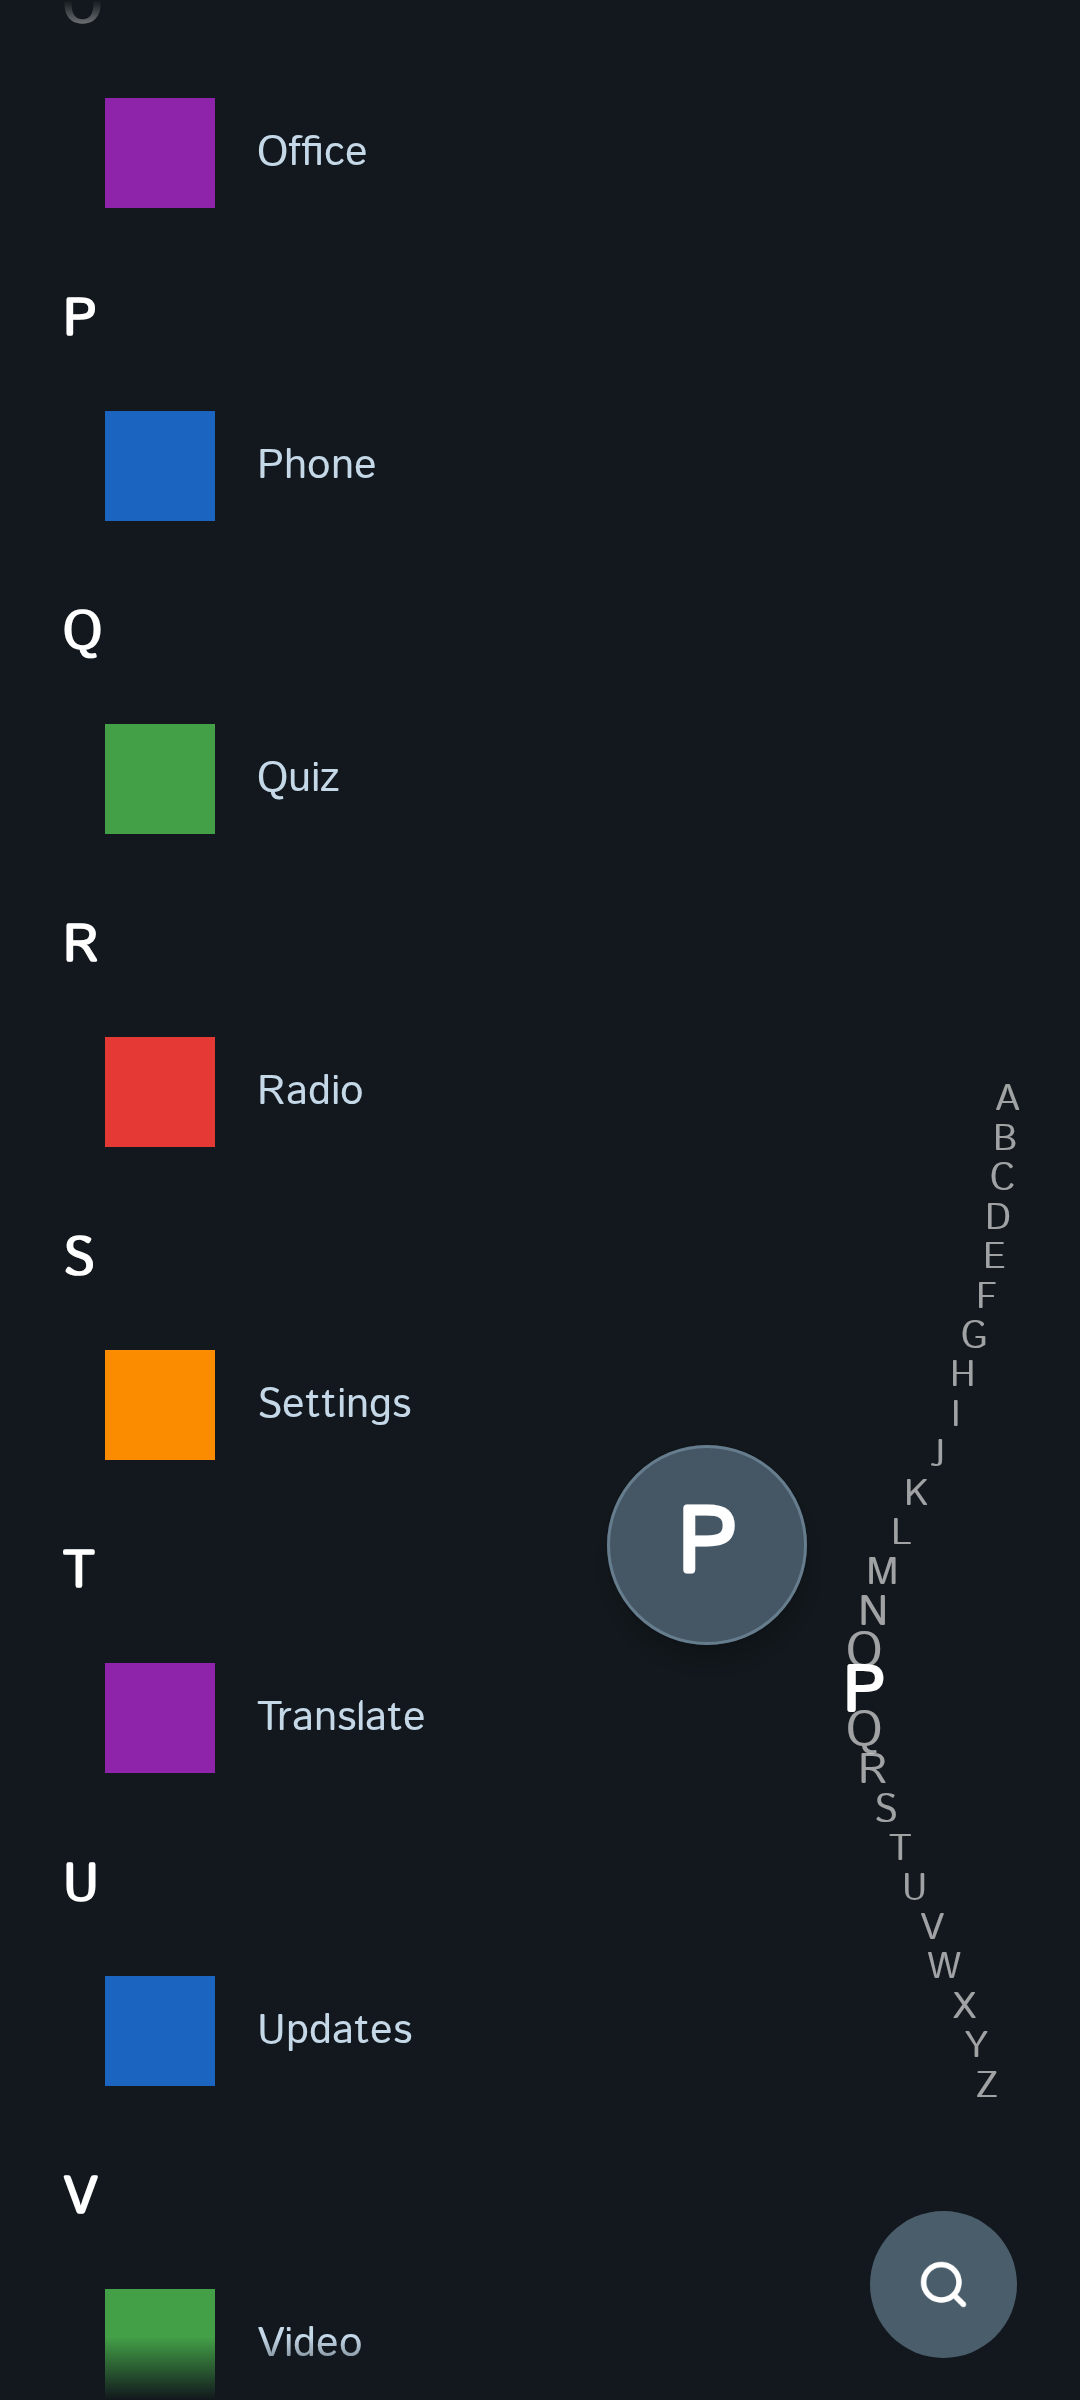 O
Office
P
Phone
Q
Quiz
R
Radio
S
Settings
T
Translate
U
Updates
V
Video
P
A
B
C
D
E
F
G
H
I
J
K
L
M
N
O
P
Q
R
S
T
U
V
W
X
Y
Z